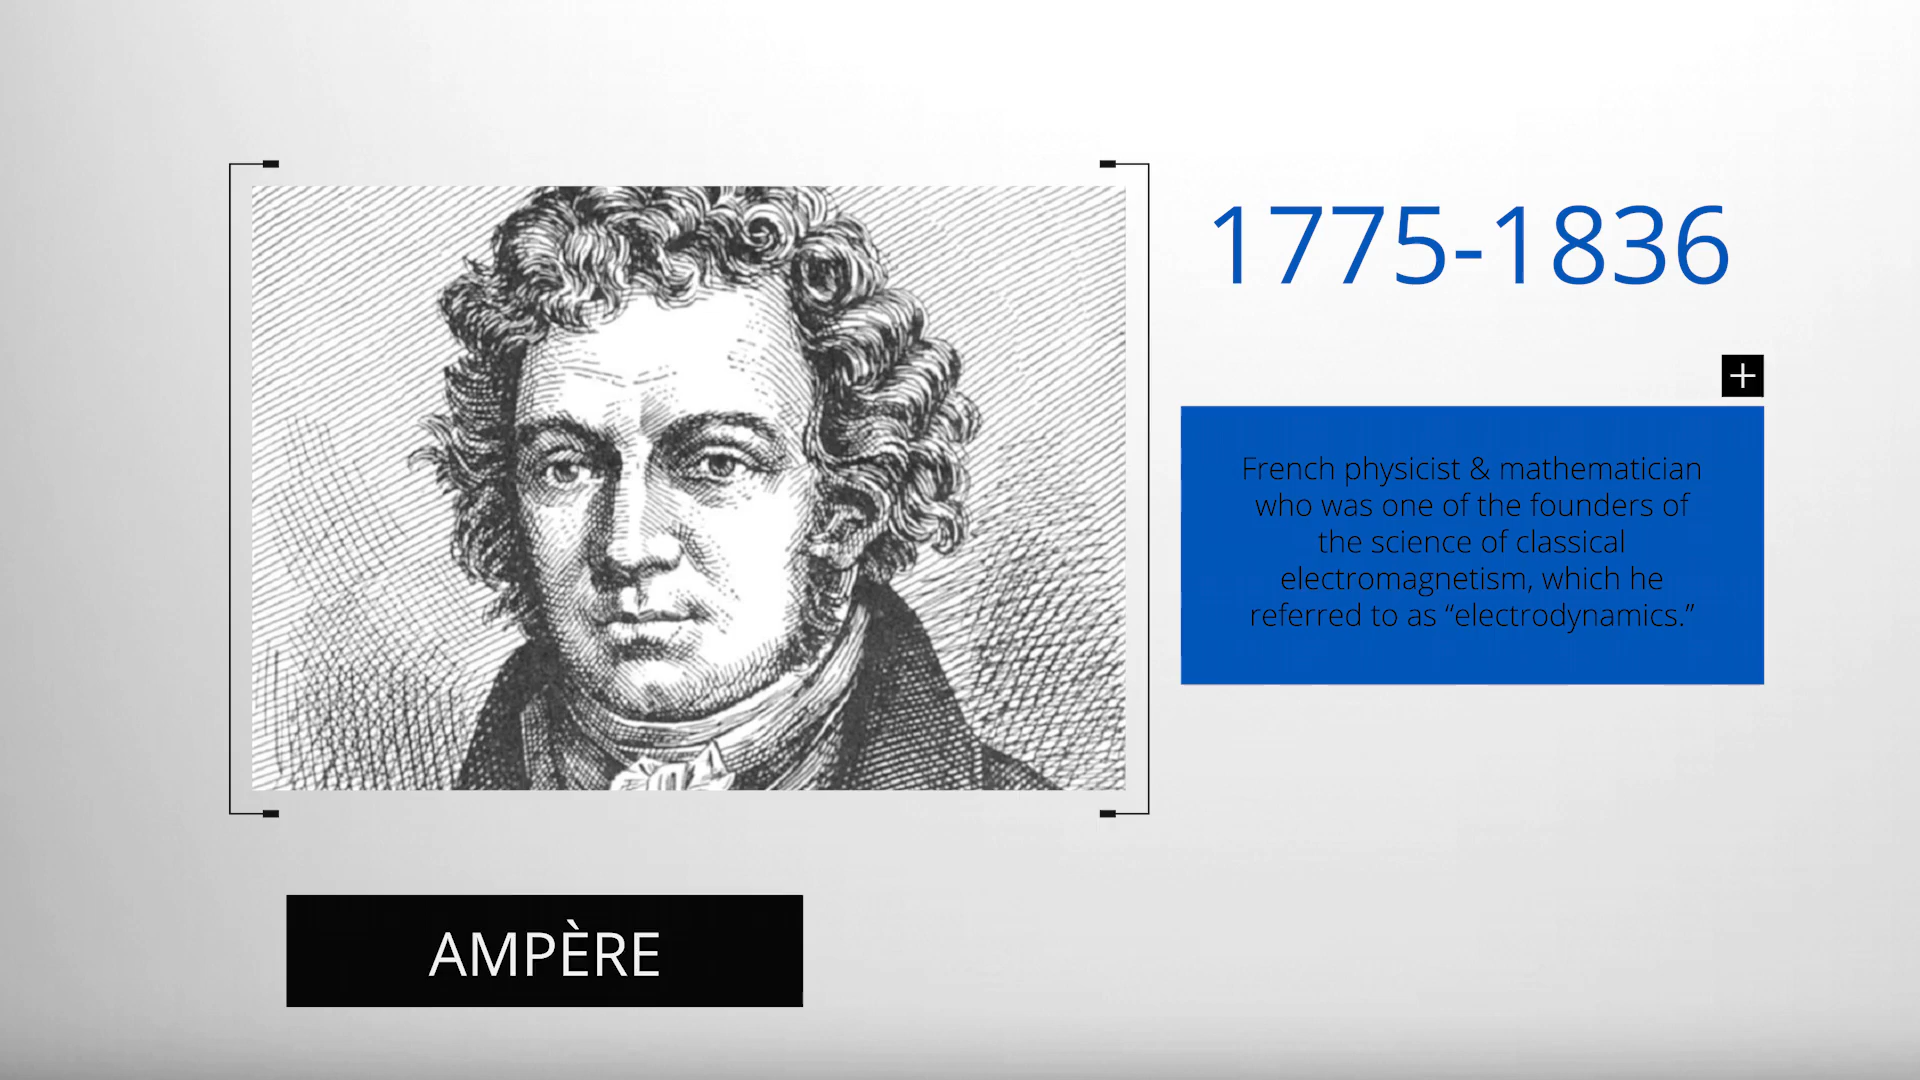 1775-1836
French physicist & mathematician
who was one of the founders of
the science of classical
electromagnetism, which he
referred to as “electrodynamics.”
AMPÈRE